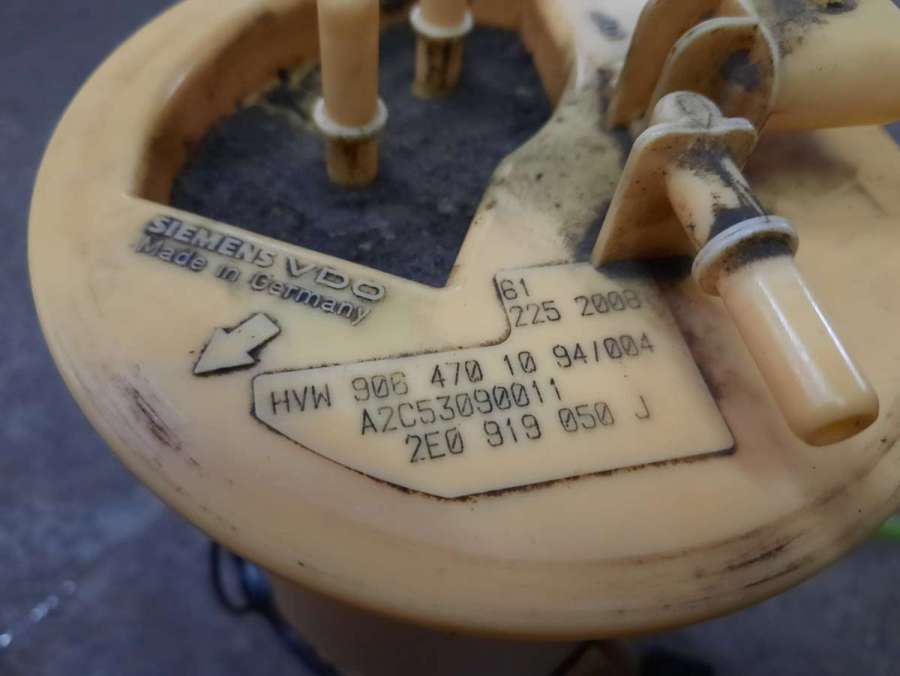 SIEMENS VDO
Made in Germany
61
225 2008
HVW 906 470 10 94/004
A2C53090011
2E0 919 050 J